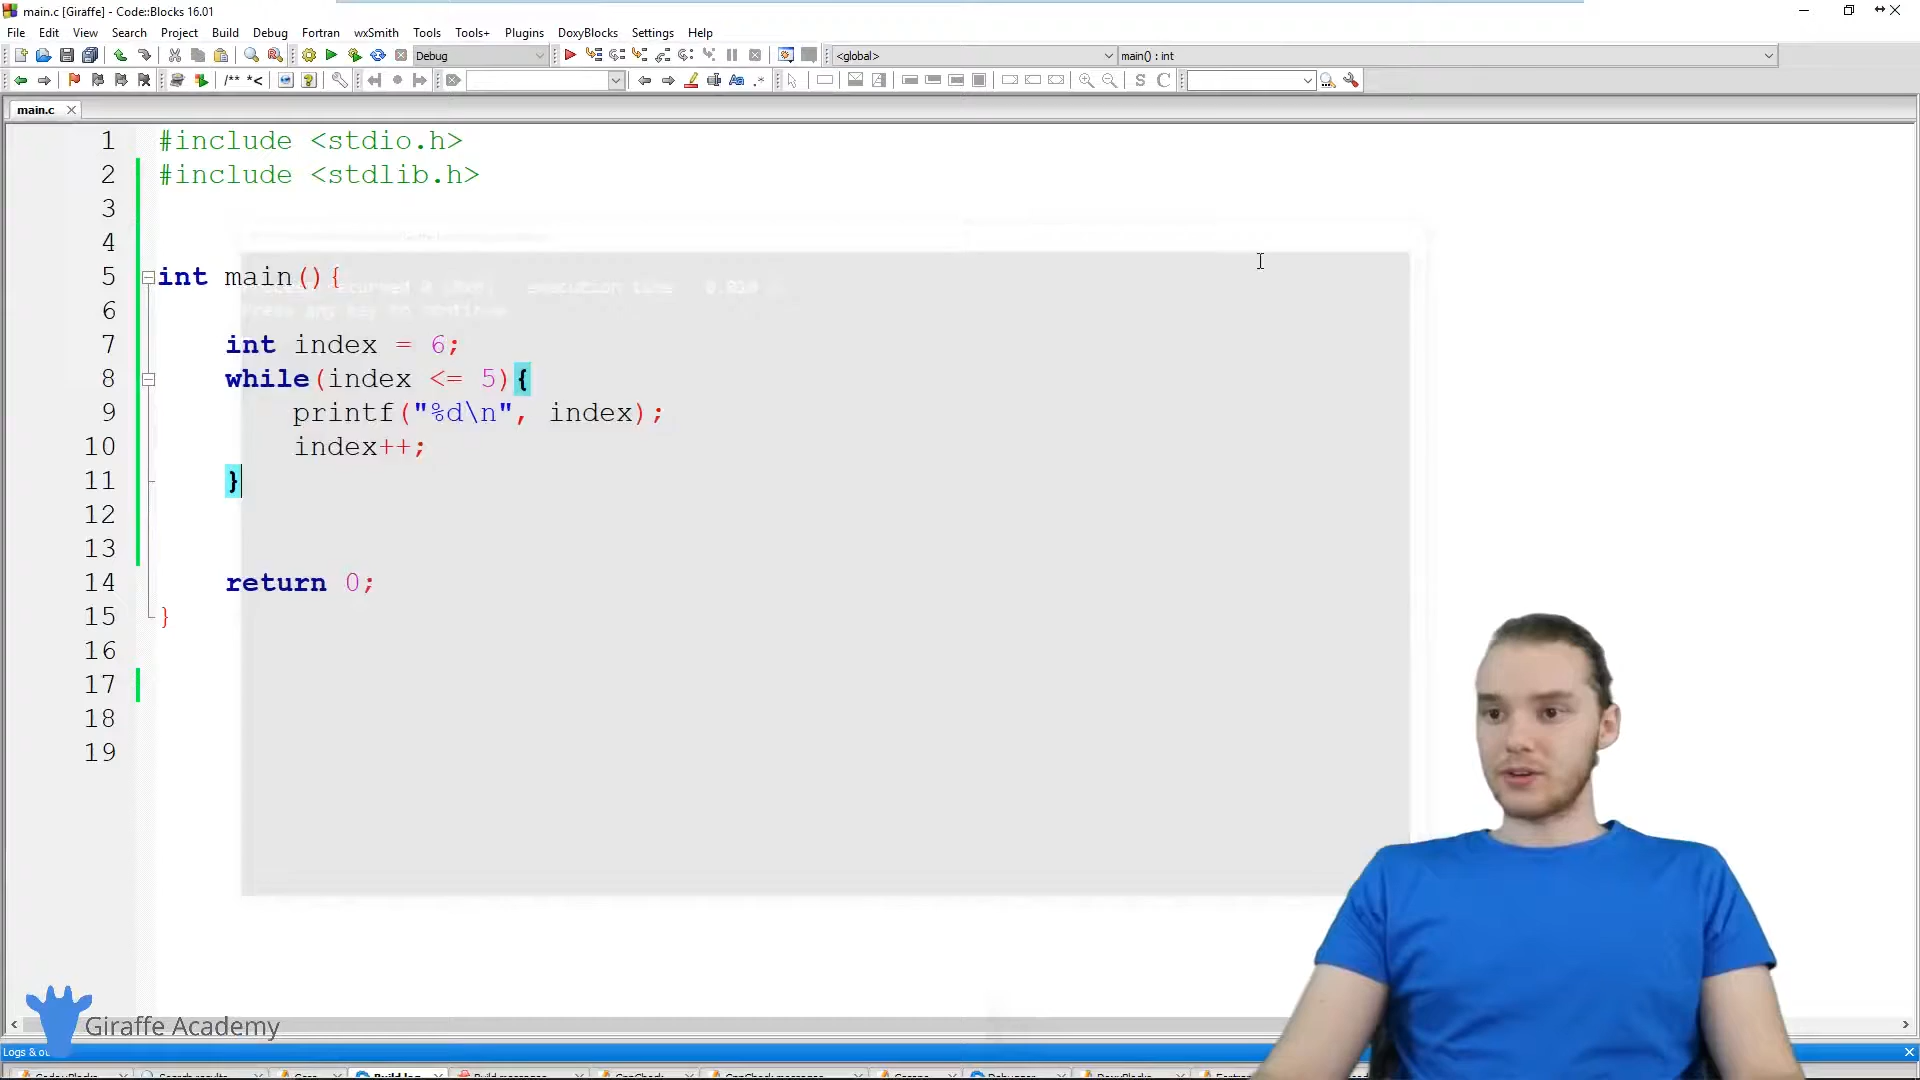 main.c [Giraffe] - Code::Blocks 16.01
File Edit View Search Project Build Debug Fortran wxSmith Tools Tools+ Plugins DoxyBlocks Settings Help
Debug <global> main() : int
/** *< Aa .* S C
main.c
1 #include <stdio.h>
2 #include <stdlib.h>
3
4
5 int main(){
6
7 int index = 6;
8 while(index <= 5){
9 printf("%d\n", index);
10 index++;
11 }
12
13
14 return 0;
15 }
16
17
18
19
Giraffe Academy
Logs &